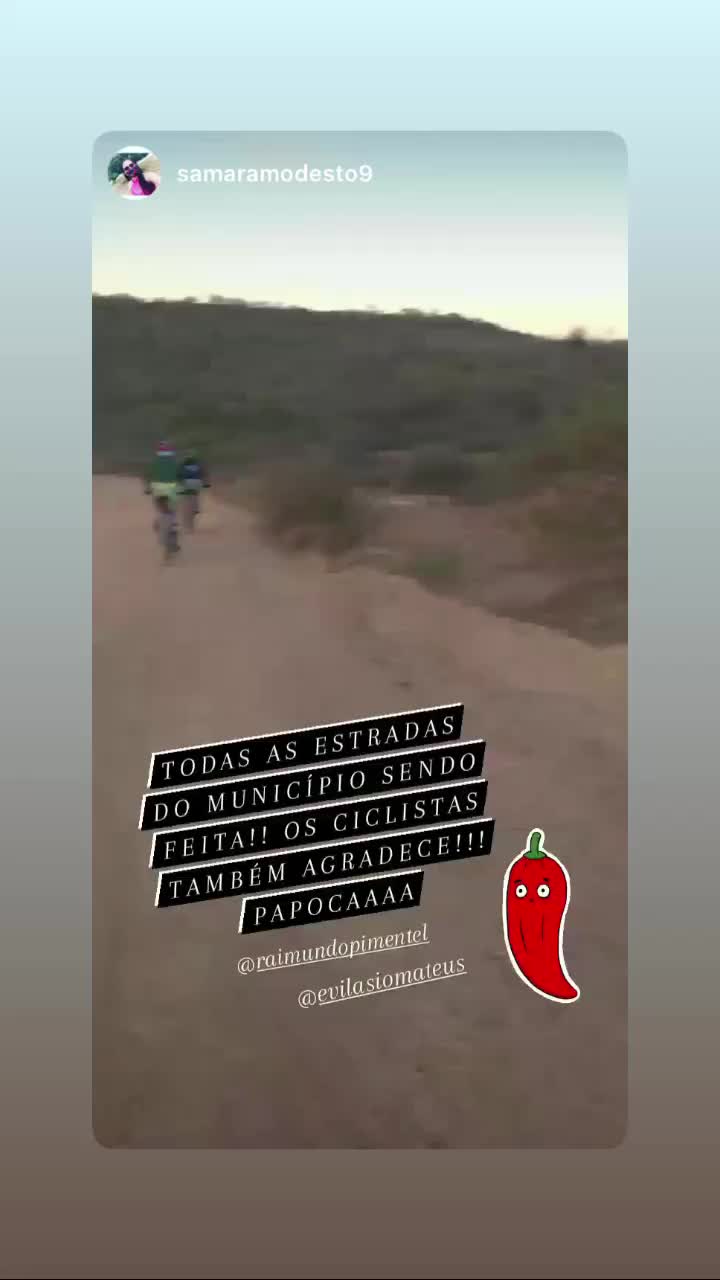 samaramodesto9
TODAS AS ESTRADAS
DO MUNICÍPIO SENDO
FEITA!! OS CICLISTAS
TAMBÉM AGRADECE!!!
PAPOCAAAA
@raimundopimentel
@evilasiomateus